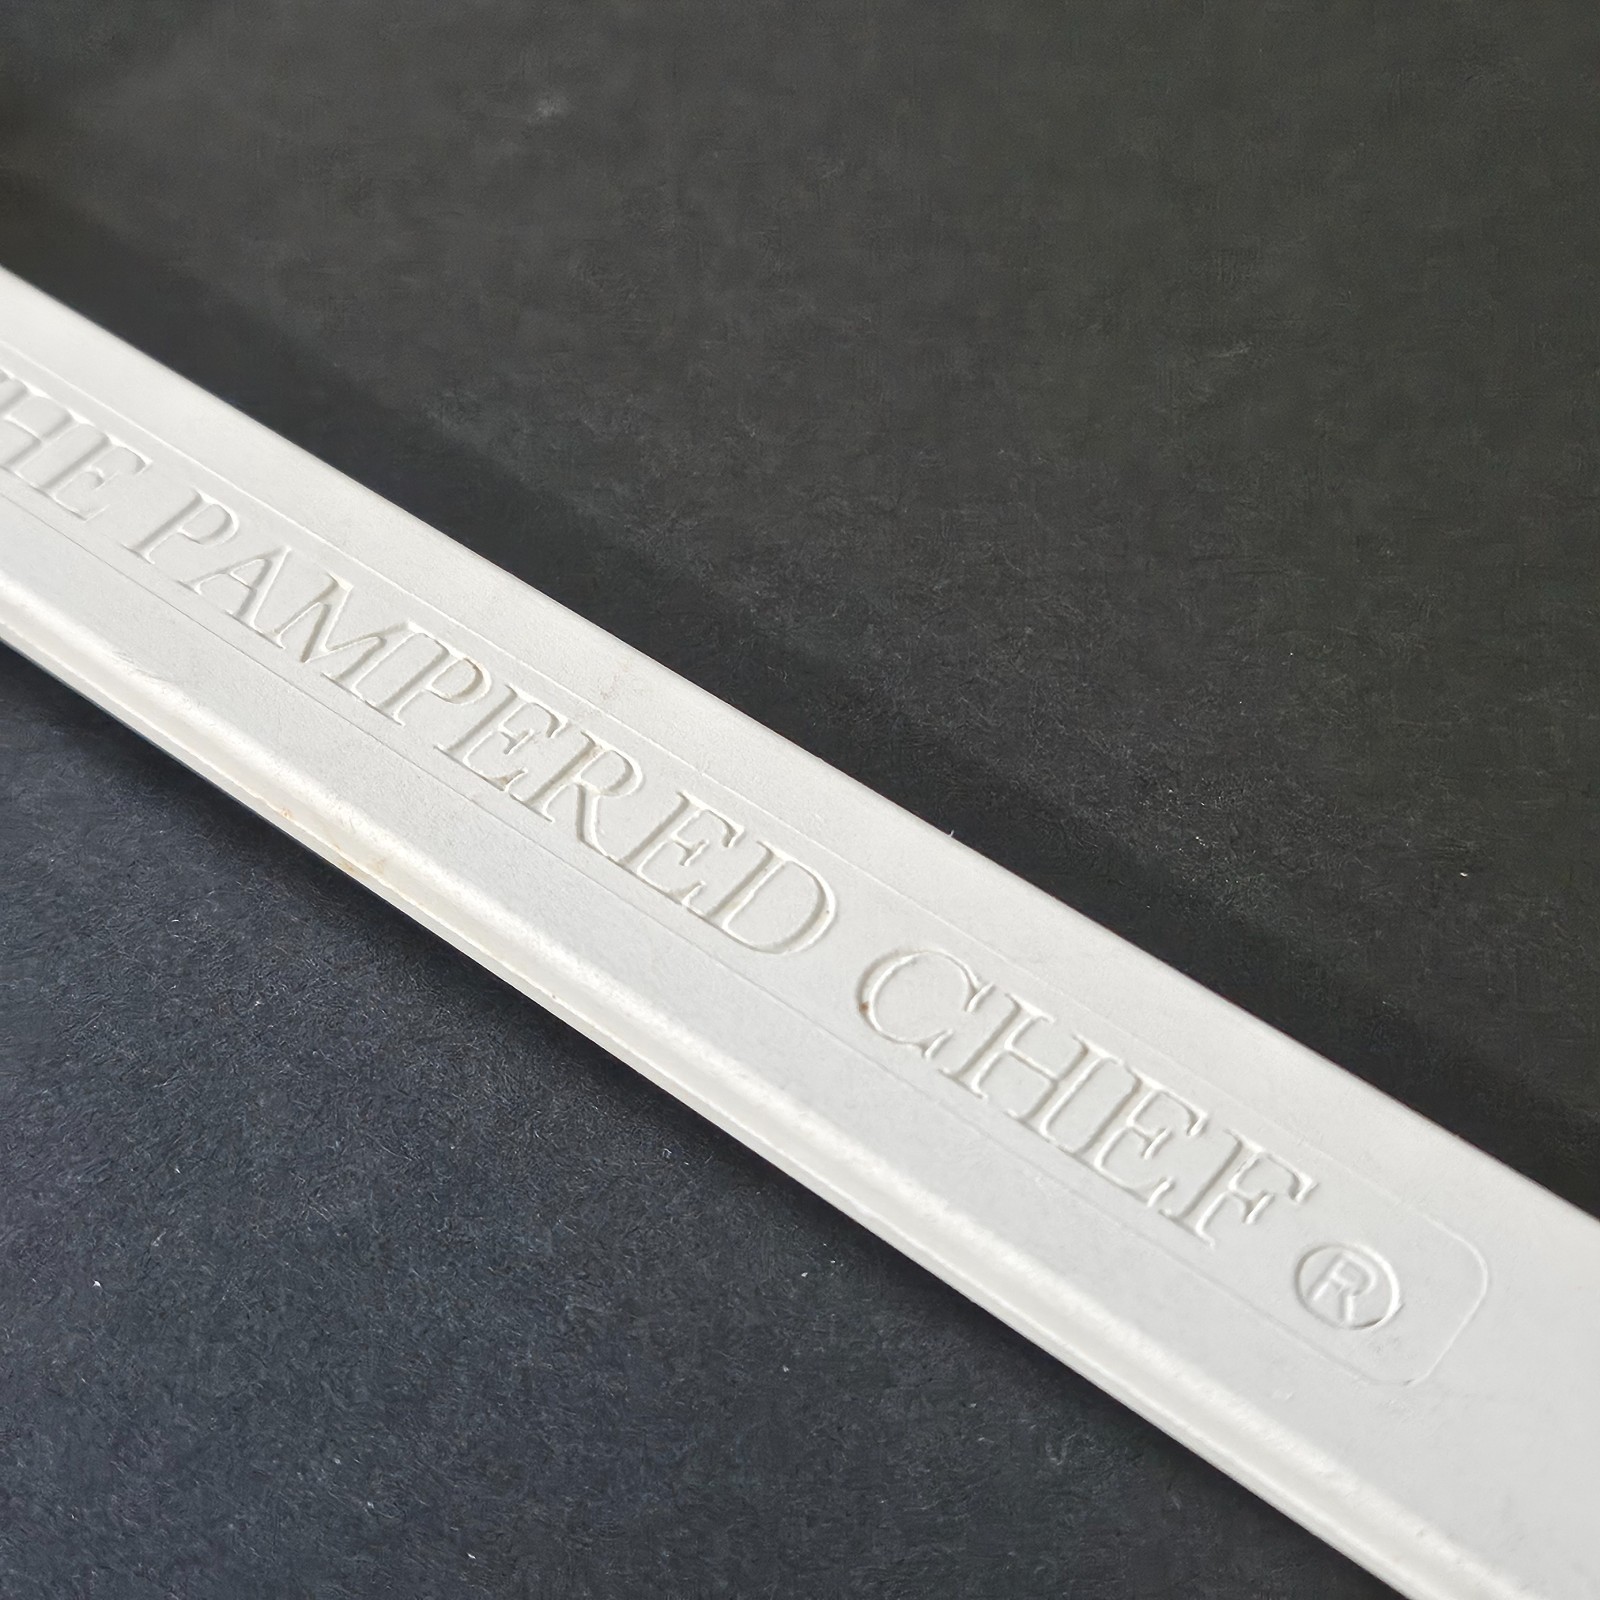 THE PAMPERED CHEF ®